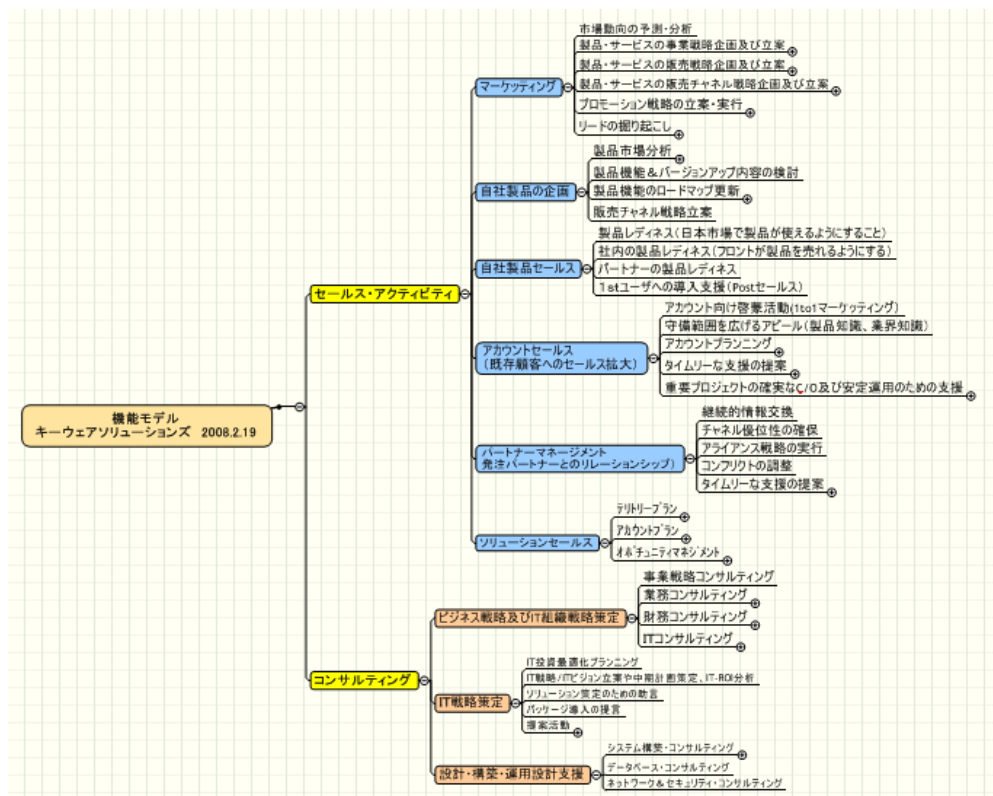 機能モデル
キーウェアソリューションズ 2008.2.19
セールス・アクティビティ
マーケッティング
市場動向の予測・分析
製品・サービスの事業戦略企画及び立案
製品・サービスの販売戦略企画及び立案
製品・サービスの販売チャネル戦略企画及び立案
プロモーション戦略の立案・実行
リードの掘り起こし
自社製品の企画
製品市場分析
製品機能&バージョンアップ内容の検討
製品機能のロードマップ更新
販売チャネル戦略立案
自社製品セールス
製品レディネス(日本市場で製品が使えるようにすること)
社内の製品レディネス(フロントが製品を売れるようにする)
パートナーの製品レディネス
1stユーザへの導入支援(Postセールス)
アカウントセールス
(既存顧客へのセールス拡大)
アカウント向け啓蒙活動(1to1マーケッティング)
守備範囲を広げるアピール(製品知識、業界知識)
アカウントプランニング
タイムリーな支援の提案
重要プロジェクトの確実なC/O及び安定運用のための支援
パートナーマネージメント
発注パートナーとのリレーションシップ)
継続的情報交換
チャネル優位性の確保
アライアンス戦略の実行
コンフリクトの調整
タイムリーな支援の提案
ソリューションセールス
テリトリープラン
アカウントプラン
オポチュニティマネジメント
コンサルティング
ビジネス戦略及びIT組織戦略策定
事業戦略コンサルティング
業務コンサルティング
財務コンサルティング
ITコンサルティング
IT戦略策定
IT投資最適化プランニング
IT戦略/ITビジョン立案や中期計画策定、IT-ROI分析
ソリューション策定のための助言
パッケージ導入の提言
提案活動
設計・構築・運用設計支援
システム構築・コンサルティング
データベース・コンサルティング
ネットワーク&セキュリティ・コンサルティング